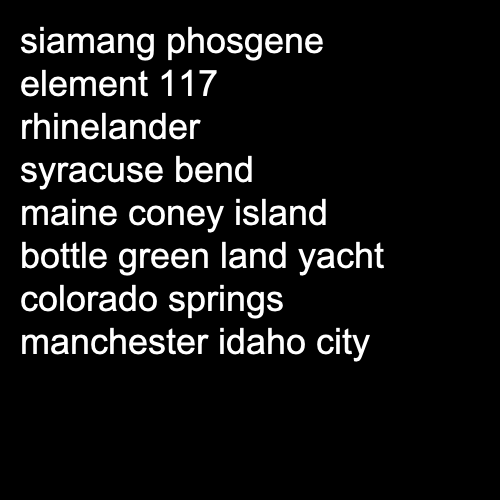 siamang phosgene
element 117
rhinelander
syracuse bend
maine coney island
bottle green land yacht
colorado springs
manchester idaho city